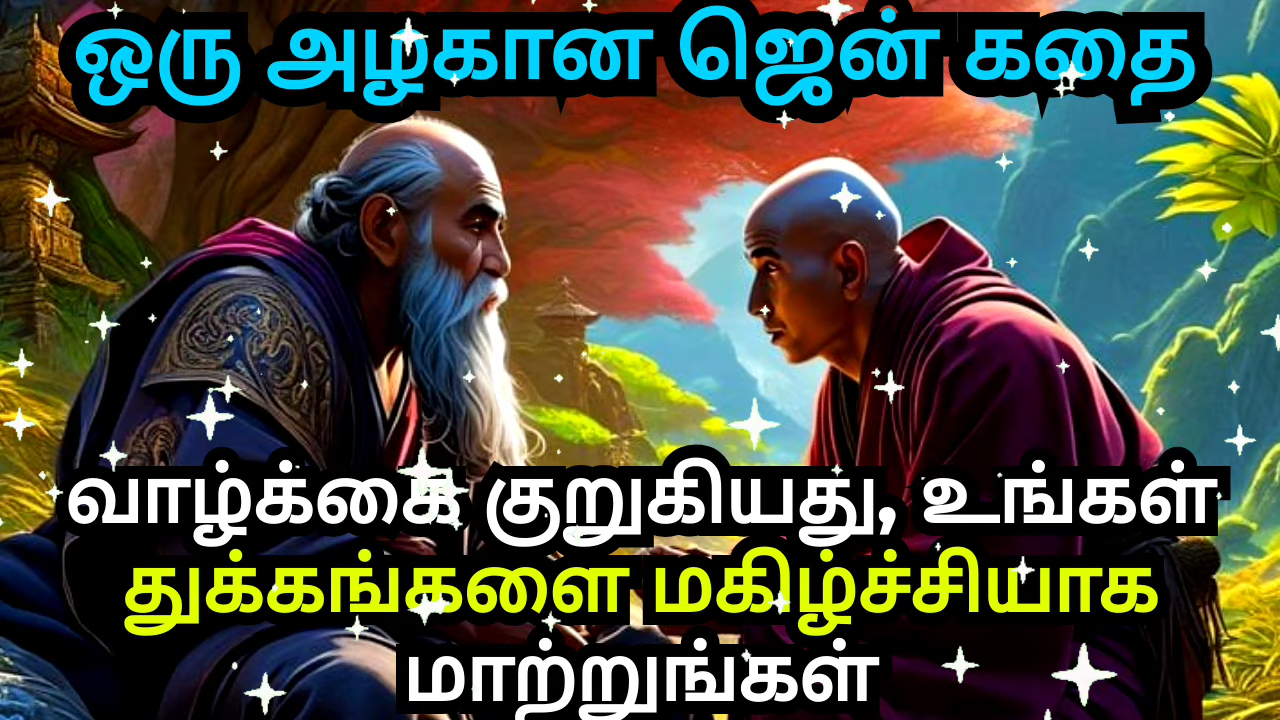 ஒரு அழகான ஜென் கதை
வாழ்க்கை குறுகியது, உங்கள்
துக்கங்களை மகிழ்ச்சியாக
மாற்றுங்கள்